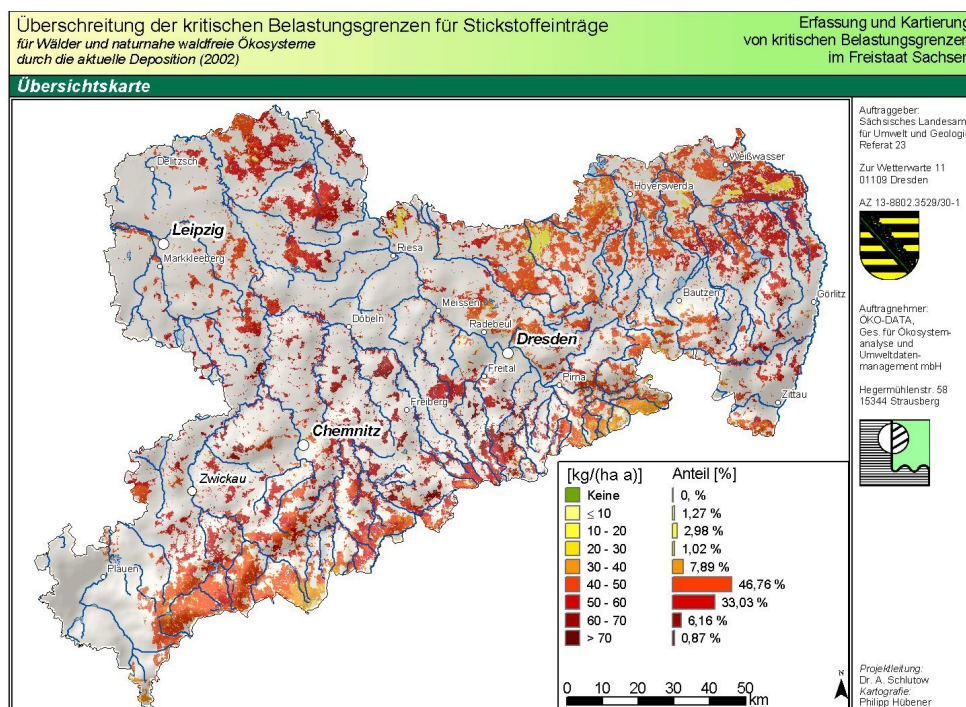 Überschreitung der kritischen Belastungsgrenzen für Stickstoffeinträge
für Wälder und naturnahe waldfreie Ökosysteme
durch die aktuelle Deposition (2002)
Erfassung und Kartierung
von kritischen Belastungsgrenzen
im Freistaat Sachsen
Übersichtskarte
Delitzsch
Leipzig
Markkleeberg
Riesa
Döbeln
Meissen
Radebeul
Dresden
Freital
Pirna
Freiberg
Chemnitz
Zwickau
Plauen
Hoyerswerda
Weißwasser
Bautzen
Görlitz
Zittau
[kg/(ha a)] Anteil [%]
Keine 0, %
≤ 10 1,27 %
10 - 20 2,98 %
20 - 30 1,02 %
30 - 40 7,89 %
40 - 50 46,76 %
50 - 60 33,03 %
60 - 70 6,16 %
> 70 0,87 %
0 10 20 30 40 50
km
N
Auftraggeber:
Sächsisches Landesam
für Umwelt und Geologie
Referat 23
Zur Wetterwarte 11
01109 Dresden
AZ 13-8802.3529/30-1
Auftragnehmer:
ÖKO-DATA,
Ges. für Ökosystem-
analyse und
Umweltdaten-
management mbH
Hegermühlenstr. 58
15344 Strausberg
Projektleitung:
Dr. A. Schlutow
Kartografie:
Philipp Hübener